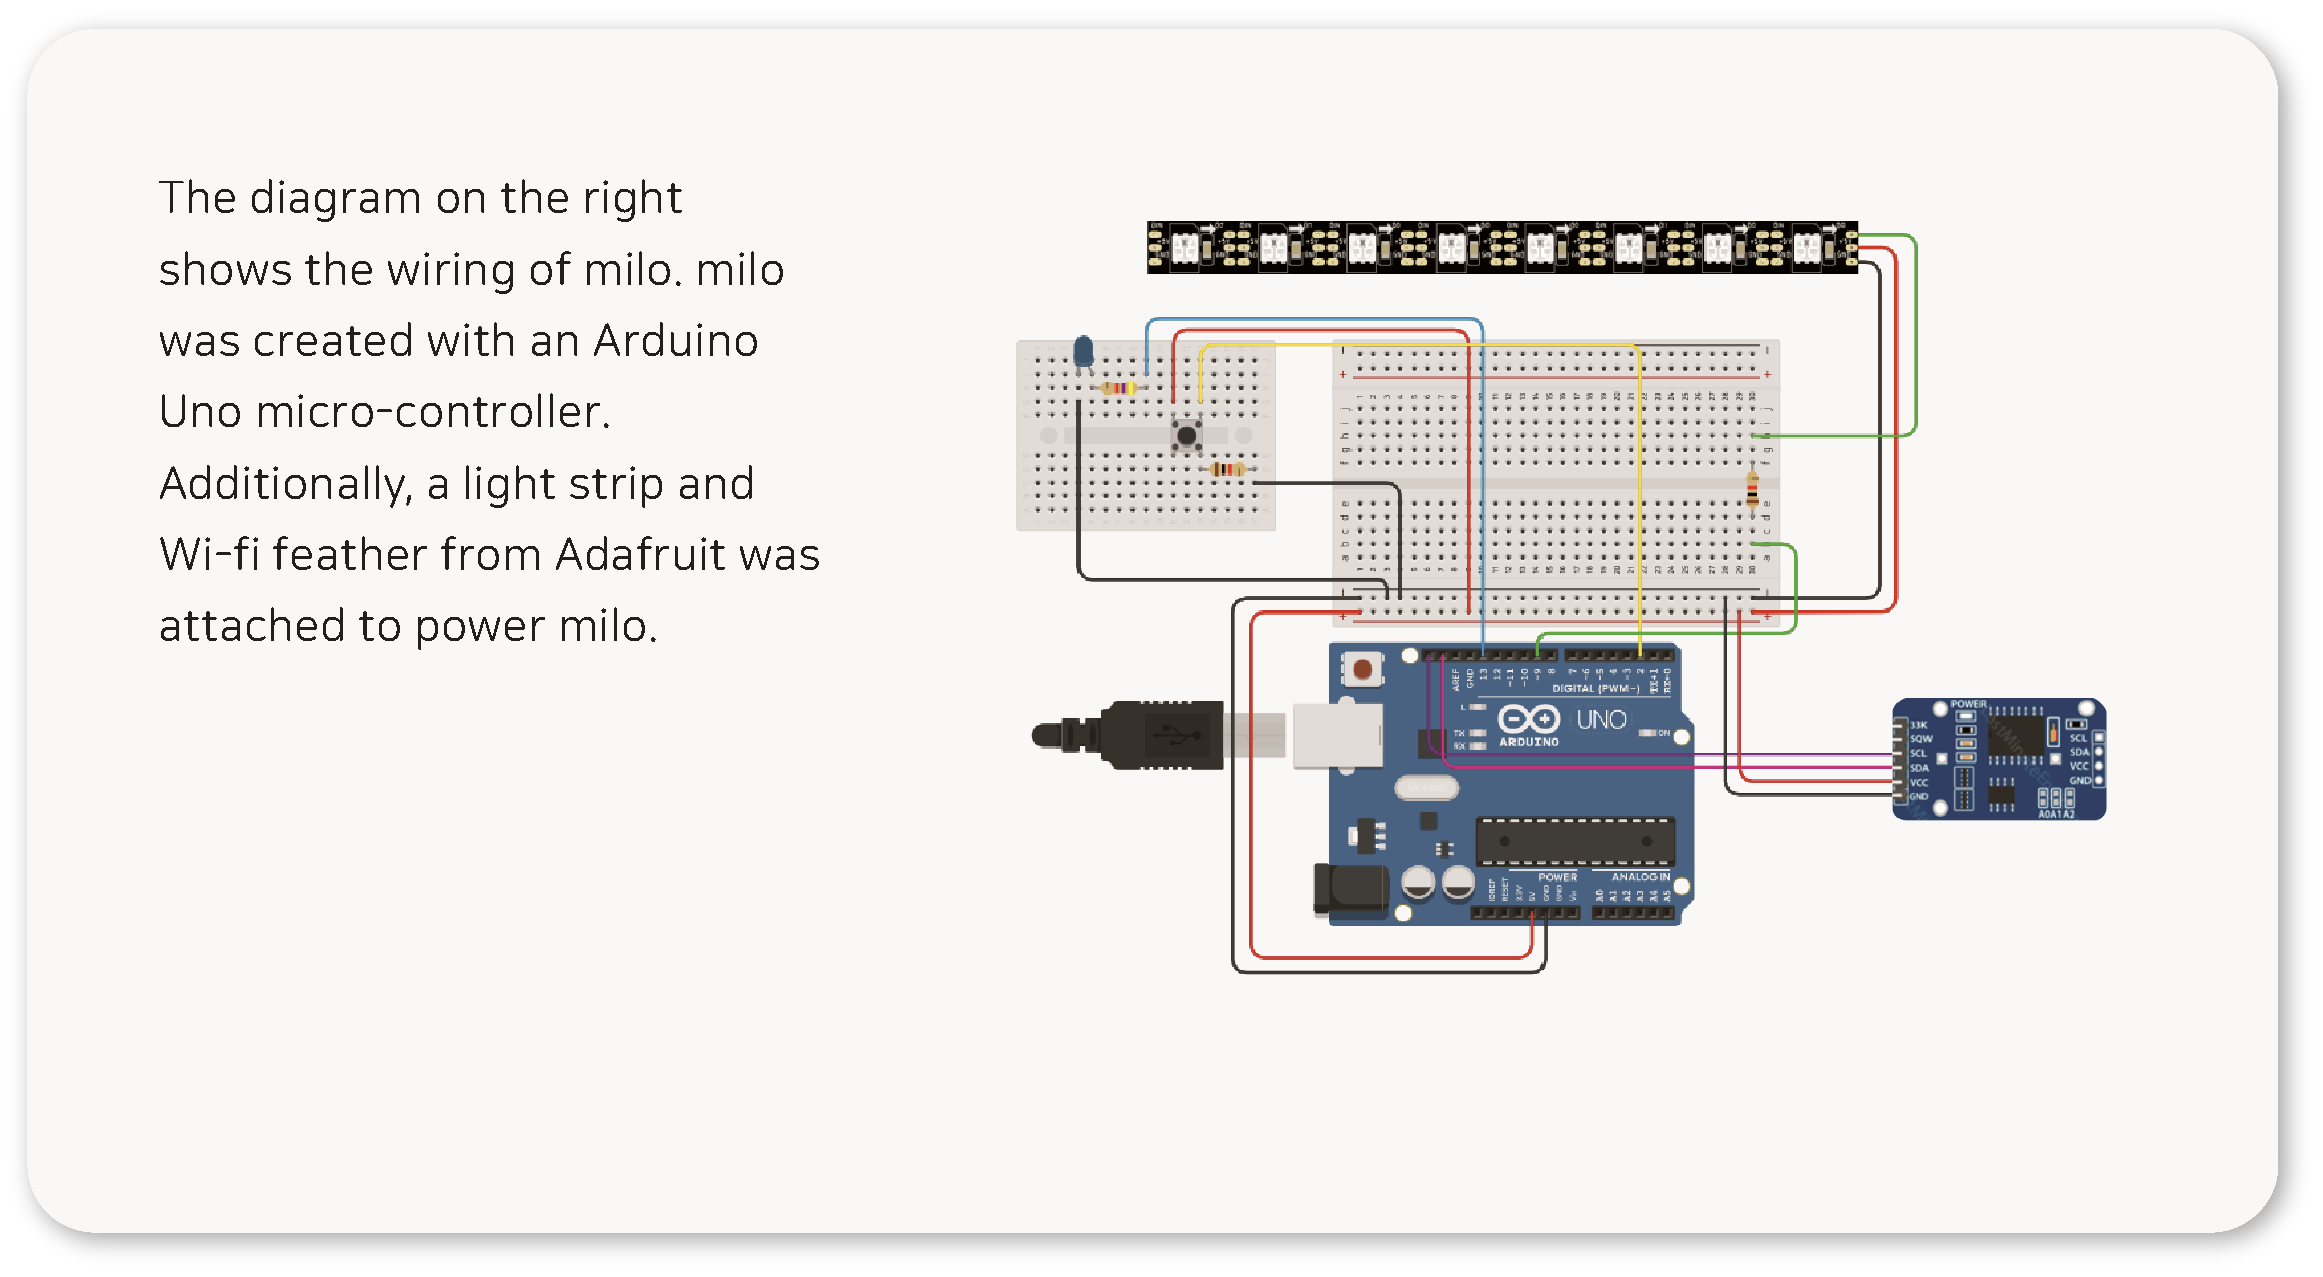 The diagram on the right
shows the wiring of milo. milo
was created with an Arduino
Uno micro-controller.
Additionally, a light strip and
Wi-fi feather from Adafruit was
attached to power milo.
AREF
GND
13
12
~11
~10
~9
8
7
~6
~5
4
~3
2
TX→1
RX←0
DIGITAL (PWM~)
L
TX
RX
UNO
ARDUINO
ON
POWER
ANALOG IN
IOREF
RESET
3.3V
5V
GND
GND
Vin
A0
A1
A2
A3
A4
A5
POWER
33K
SQW
SCL
SDA
VCC
GND
SCL
SDA
VCC
GND
A0A1A2